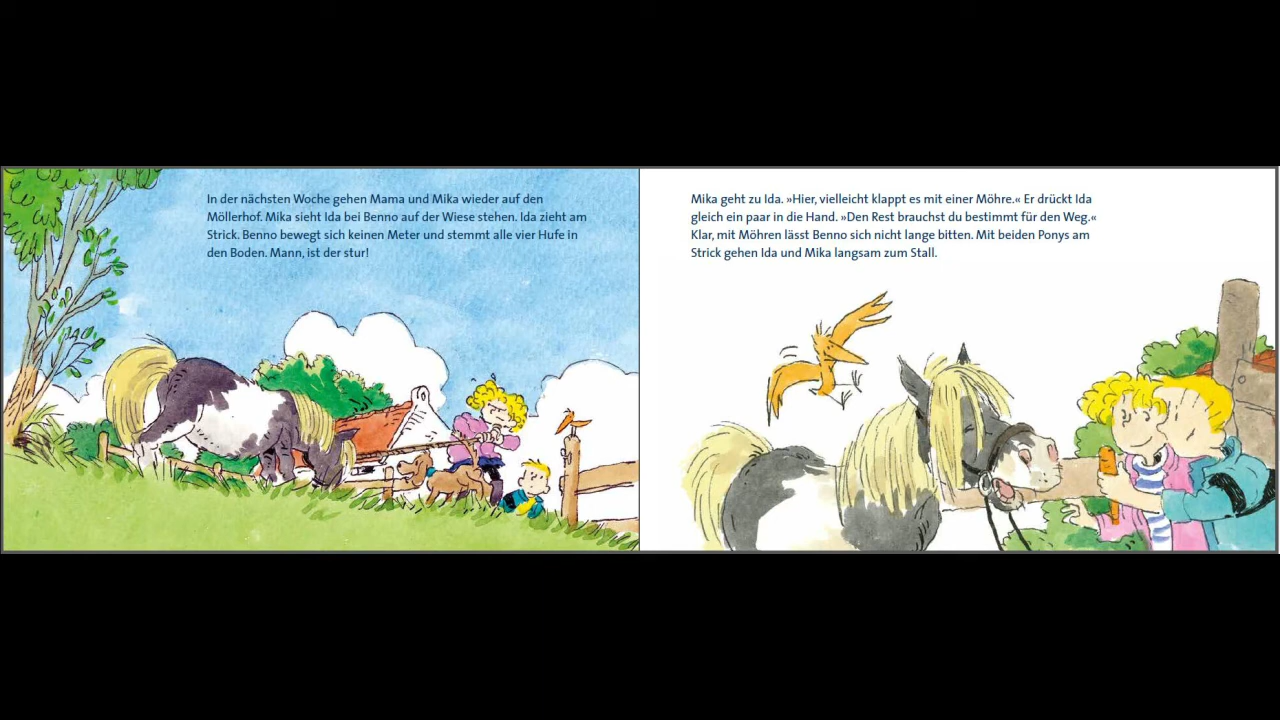 In der nächsten Woche gehen Mama und Mika wieder auf den
Möllerhof. Mika sieht Ida bei Benno auf der Wiese stehen. Ida zieht am
Strick. Benno bewegt sich keinen Meter und stemmt alle vier Hufe in
den Boden. Mann, ist der stur!
Mika geht zu Ida. »Hier, vielleicht klappt es mit einer Möhre.« Er drückt Ida
gleich ein paar in die Hand. »Den Rest brauchst du bestimmt für den Weg.«
Klar, mit Möhren lässt Benno sich nicht lange bitten. Mit beiden Ponys am
Strick gehen Ida und Mika langsam zum Stall.